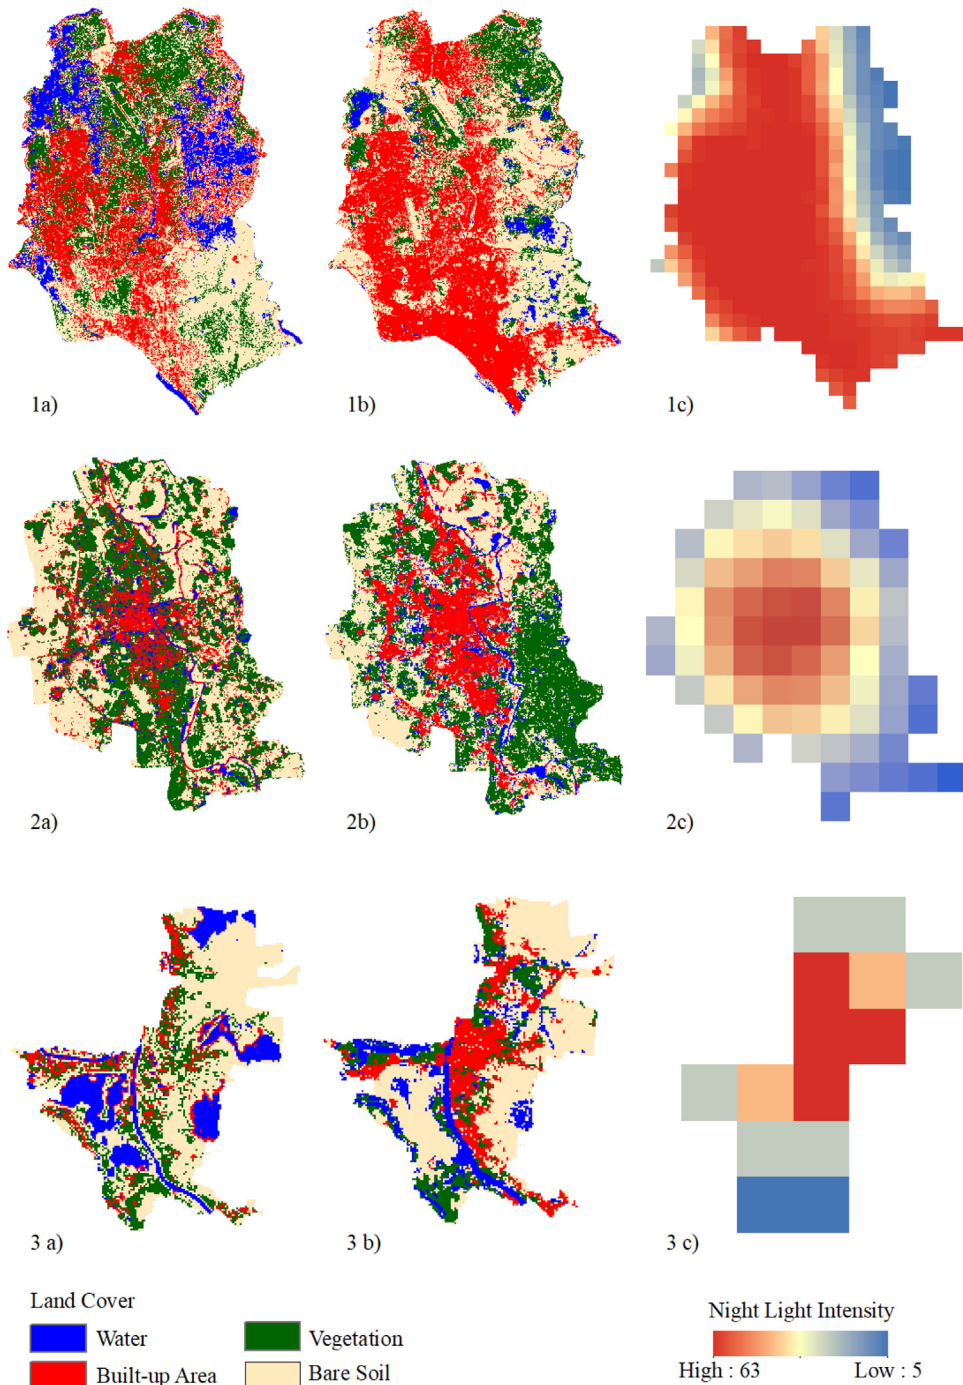 1a)
1b)
1c)
2a)
2b)
2c)
3 a)
3 b)
3 c)
Land Cover
Water
Vegetation
Built-up Area
Bare Soil
Night Light Intensity
High : 63
Low : 5